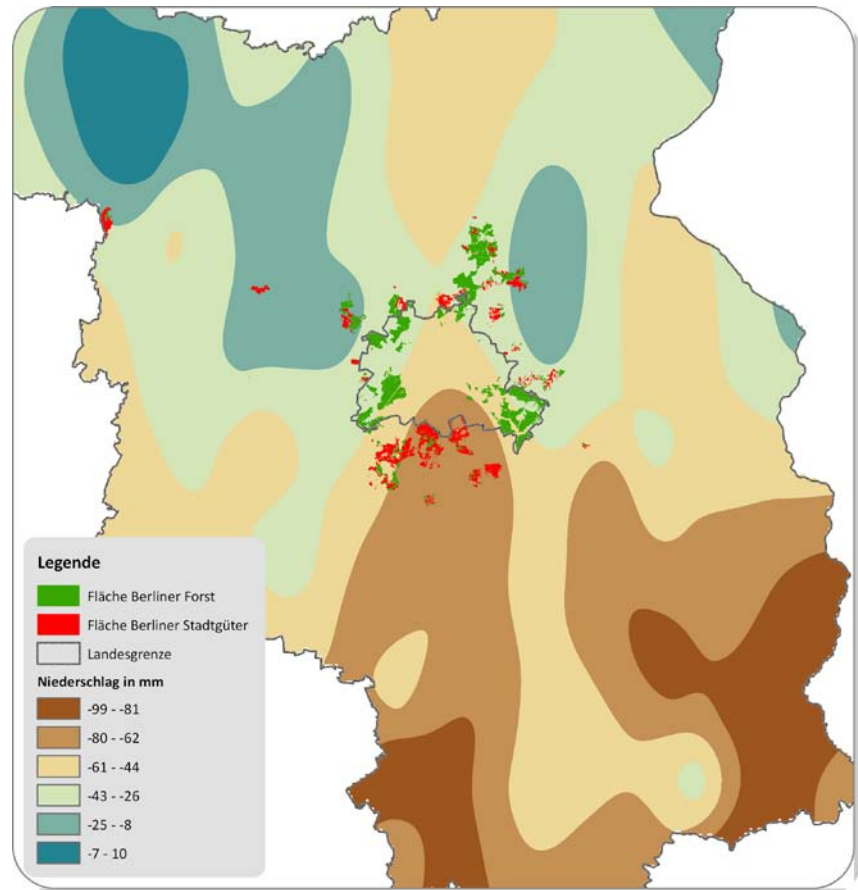 Legende
Fläche Berliner Forst
Fläche Berliner Stadtgüter
Landesgrenze
Niederschlag in mm
-99 - -81
-80 - -62
-61 - -44
-43 - -26
-25 - -8
-7 - 10